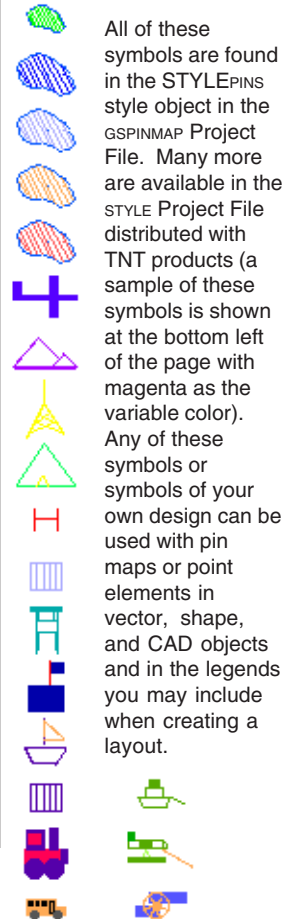 All of these
symbols are found
in the STYLEPINS
style object in the
GSPINMAP Project
File. Many more
are available in the
STYLE Project File
distributed with
TNT products (a
sample of these
symbols is shown
at the bottom left
of the page with
magenta as the
variable color).
Any of these
symbols or
symbols of your
own design can be
used with pin
maps or point
elements in
vector, shape,
and CAD objects
and in the legends
you may include
when creating a
layout.